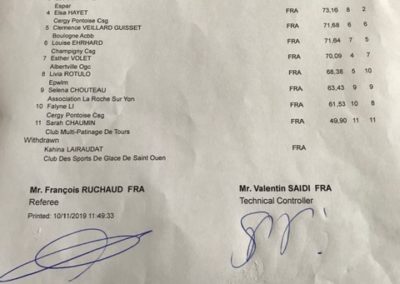 Espar
4 Elsa HAYET FRA 73,16 8 2
Cergy Pontoise Csg
5 Clemence VEILLARD GUISSET FRA 71,68 6 6
Boulogne Acbb
6 Louise EHRHARD FRA 71,64 7 5
Champigny Csg
7 Esther VOLET FRA 70,09 4 7
Albertville Ogc
8 Livia ROTULO FRA 68,38 5 10
Epwlm
9 Selena CHOUTEAU FRA 63,43 9 9
Association La Roche Sur Yon
10 Falyne LI FRA 61,53 10 8
Cergy Pontoise Csg
11 Sarah CHAUMIN FRA 49,90 11 11
Club Multi-Patinage De Tours
Withdrawn
Kahina LAIRAUDAT FRA
Club Des Sports De Glace De Saint Ouen
Mr. François RUCHAUD FRA Mr. Valentin SAIDI FRA
Referee Technical Controller
Printed: 10/11/2019 11:49:33